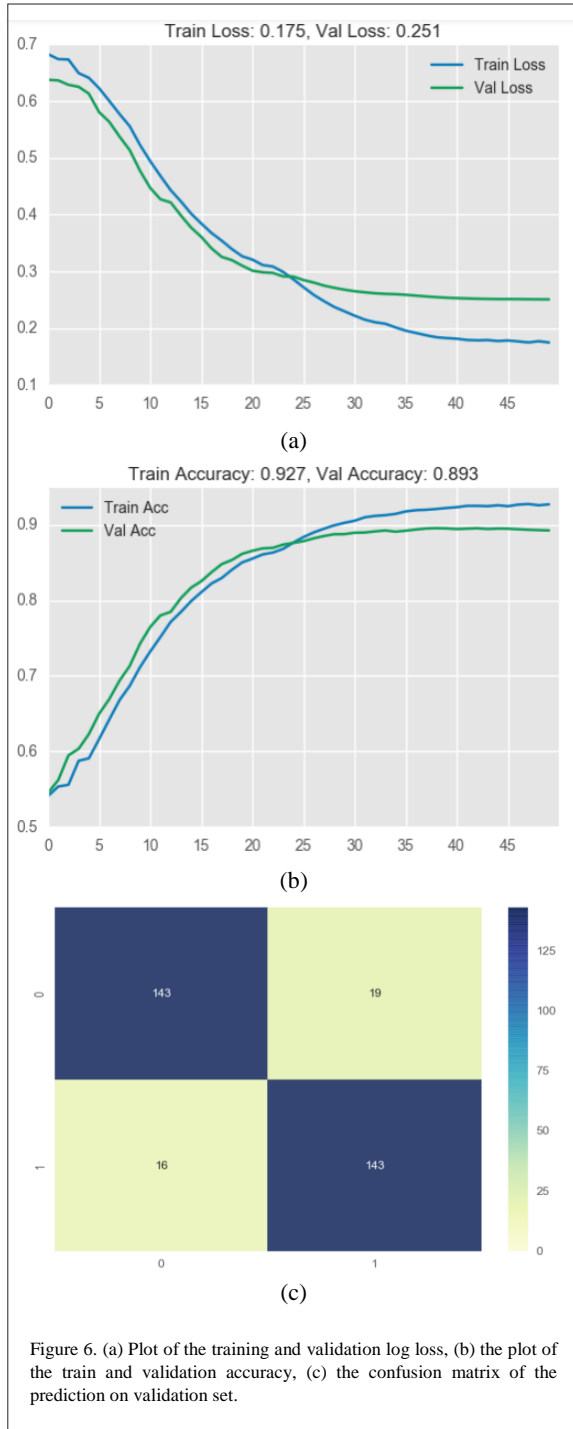 Train Loss: 0.175, Val Loss: 0.251
0.7
0.6
0.5
0.4
0.3
0.2
0.1
Train Loss
Val Loss
0 5 10 15 20 25 30 35 40 45
(a)
Train Accuracy: 0.927, Val Accuracy: 0.893
0.9
0.8
0.7
0.6
0.5
Train Acc
Val Acc
0 5 10 15 20 25 30 35 40 45
(b)
0
143 19
1
16 143
0 1
125
100
75
50
25
0
(c)
Figure 6. (a) Plot of the training and validation log loss, (b) the plot of
the train and validation accuracy, (c) the confusion matrix of the
prediction on validation set.